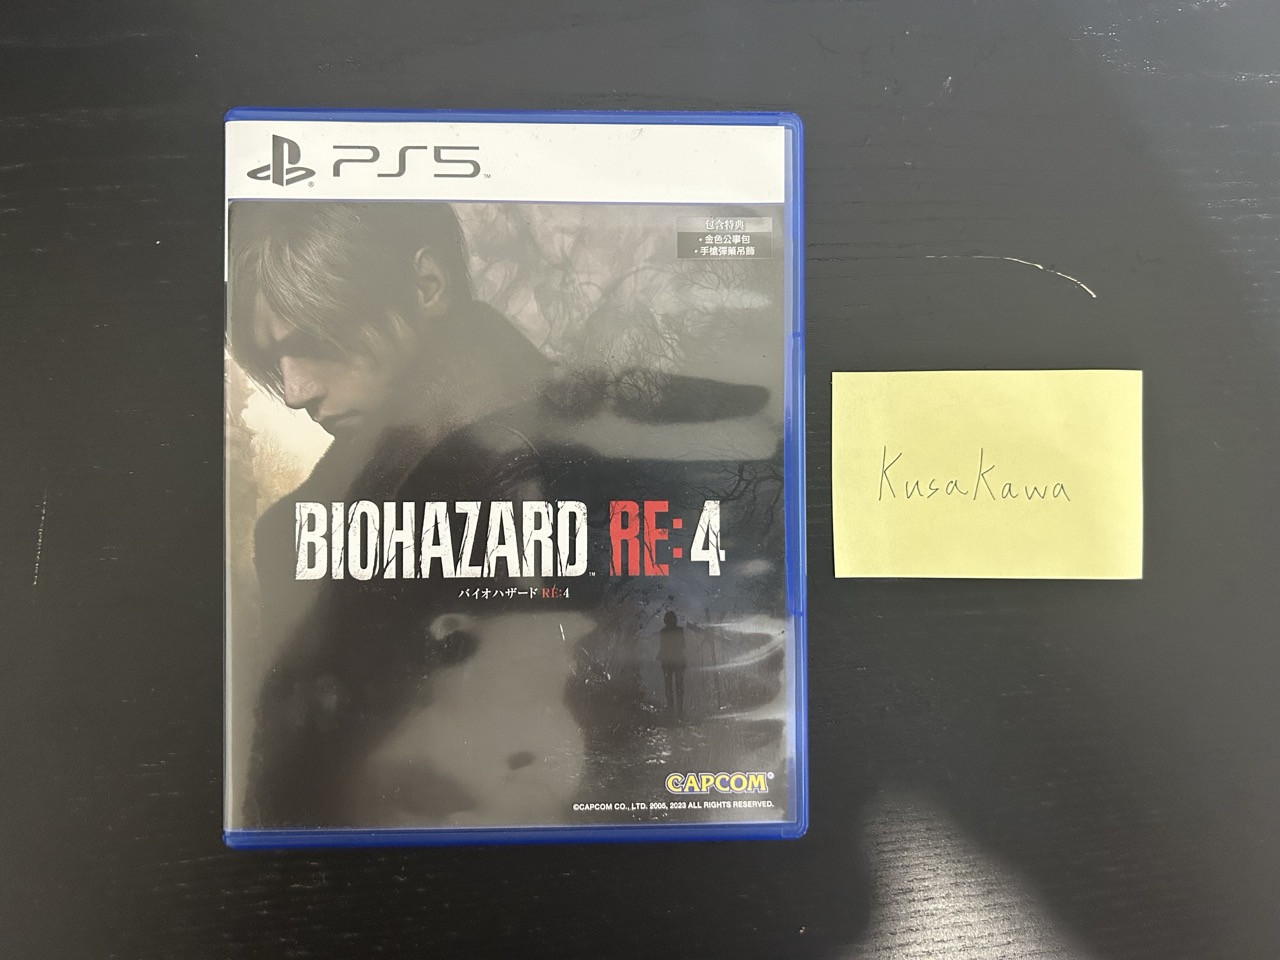 PS5
包含特典
・金色公事包
・手槍彈藥吊飾
BIOHAZARD RE:4
バイオハザード RE:4
CAPCOM
©CAPCOM CO., LTD. 2005, 2023 ALL RIGHTS RESERVED.
Kusakawa